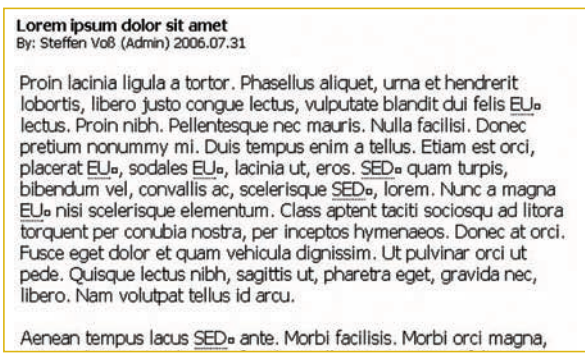 Lorem ipsum dolor sit amet
By: Steffen Voß (Admin) 2006.07.31
Proin lacinia ligula a tortor. Phasellus aliquet, urna et hendrerit
lobortis, libero justo congue lectus, vulputate blandit dui felis EU
lectus. Proin nibh. Pellentesque nec mauris. Nulla facilisi. Donec
pretium nonummy mi. Duis tempus enim a tellus. Etiam est orci,
placerat EU, sodales EU, lacinia ut, eros. SED quam turpis,
bibendum vel, convallis ac, scelerisque SED, lorem. Nunc a magna
EU nisi scelerisque elementum. Class aptent taciti sociosqu ad litora
torquent per conubia nostra, per inceptos hymenaeos. Donec at orci.
Fusce eget dolor et quam vehicula dignissim. Ut pulvinar orci ut
pede. Quisque lectus nibh, sagittis ut, pharetra eget, gravida nec,
libero. Nam volutpat tellus id arcu.
Aenean tempus lacus SED ante. Morbi facilisis. Morbi orci magna,